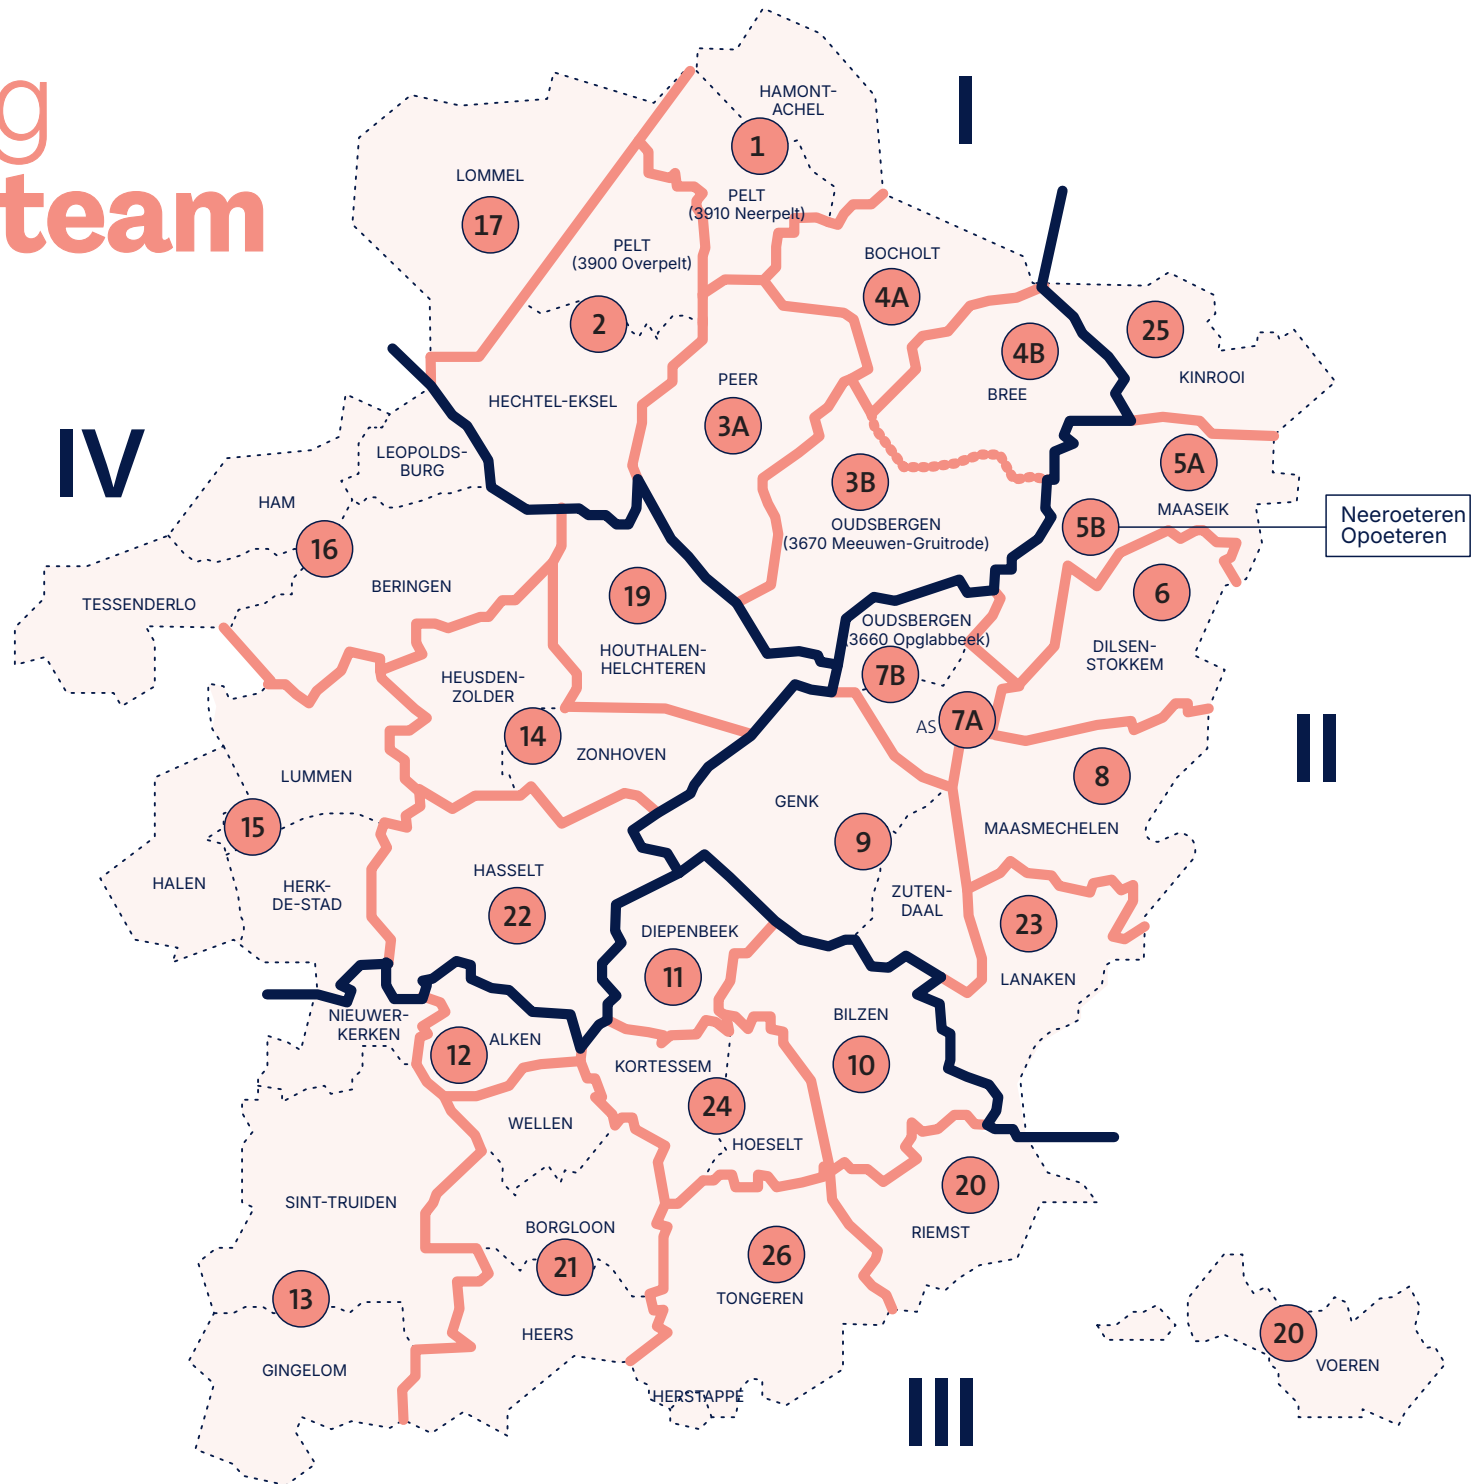 g
team
I
HAMONT-
ACHEL
1
LOMMEL
17
PELT
(3910 Neerpelt)
PELT
(3900 Overpelt)
2
BOCHOLT
4A
4B
BREE
25
KINROOI
PEER
3A
HECHTEL-EKSEL
IV
LEOPOLDS-
BURG
HAM
16
BERINGEN
TESSENDERLO
3B
OUDSBERGEN
(3670 Meeuwen-Gruitrode)
5A
MAASEIK
5B
Neeroeteren
Opoeteren
6
DILSEN-
STOKKEM
19
HOUTHALEN-
HELCHTEREN
OUDSBERGEN
(3660 Opglabbeek)
7B
AS
7A
HEUSDEN-
ZOLDER
14
ZONHOVEN
II
8
MAASMECHELEN
LUMMEN
15
HALEN
HERK-
DE-STAD
GENK
9
ZUTEN-
DAAL
HASSELT
22
23
LANAKEN
DIEPENBEEK
11
BILZEN
10
NIEUWER-
KERKEN
12
ALKEN
KORTESSEM
24
HOESELT
WELLEN
SINT-TRUIDEN
13
GINGELOM
BORGLOON
21
HEERS
26
TONGEREN
20
RIEMST
HERSTAPPE
III
20
VOEREN